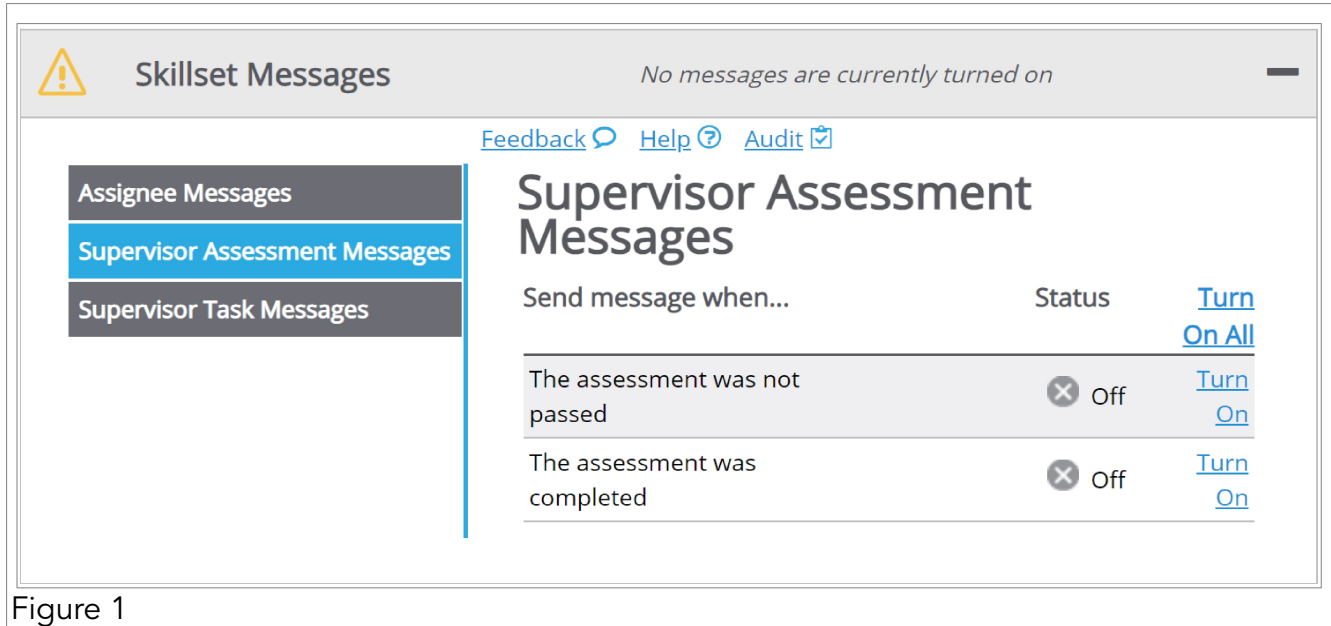 Skillset Messages
No messages are currently turned on
Feedback Help Audit
Assignee Messages
Supervisor Assessment Messages
Supervisor Task Messages
Supervisor Assessment
Messages
Send message when... Status Turn
On All
The assessment was not
passed
Off
Turn
On
The assessment was
completed
Off
Turn
On
Figure 1